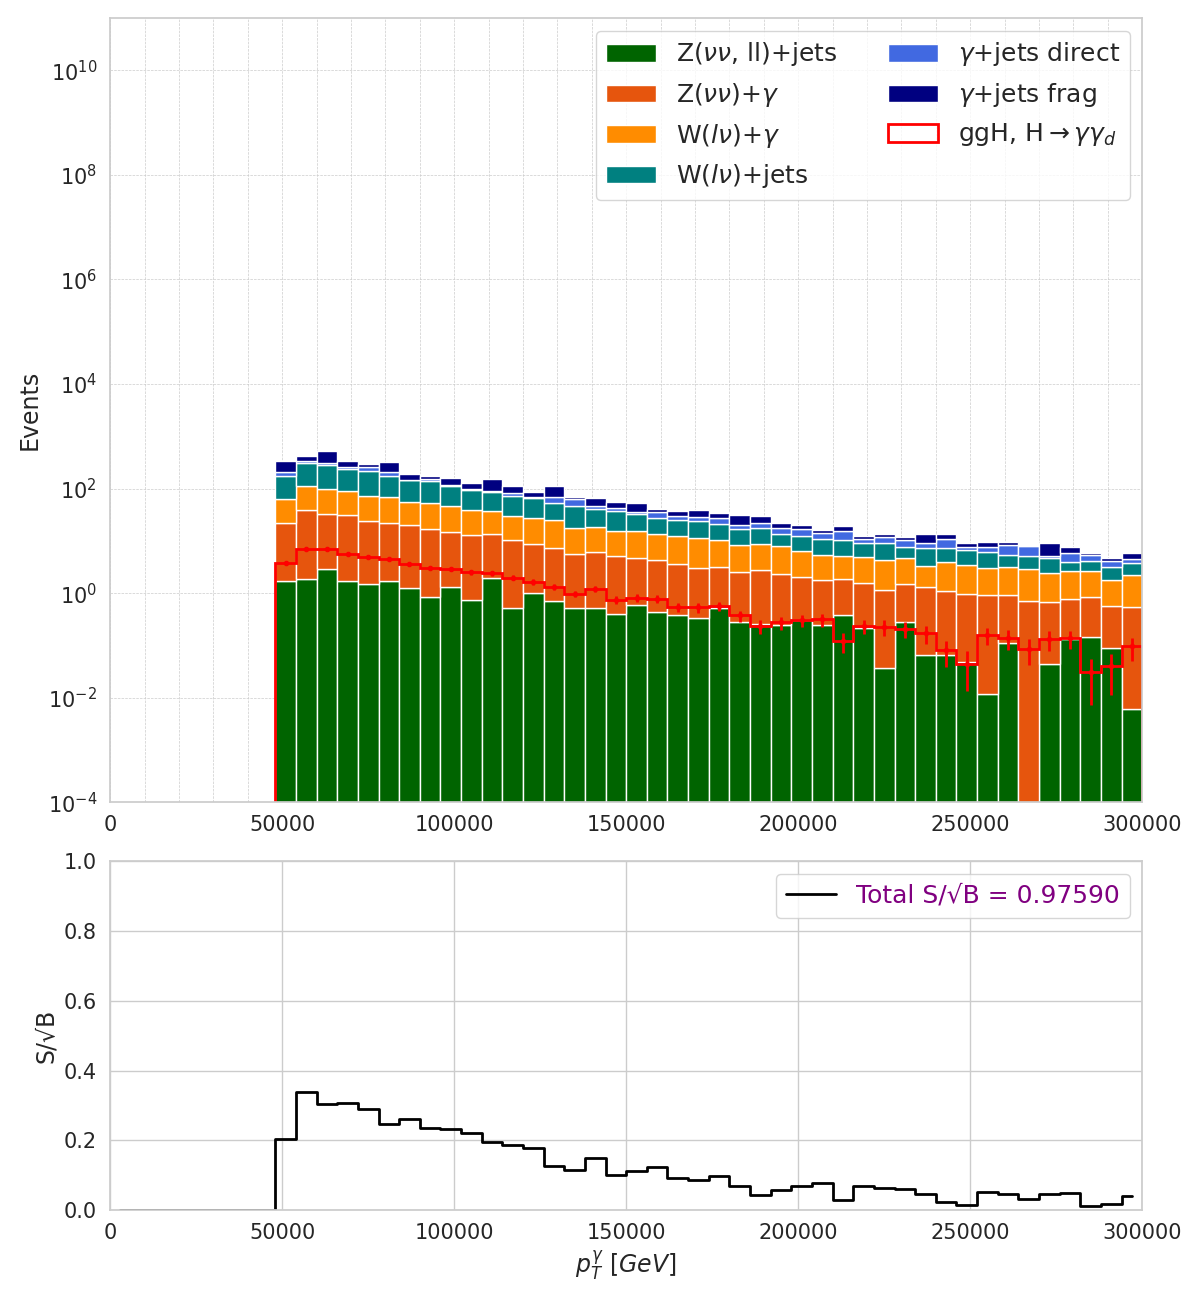 Z(νν, ll)+jets
Z(νν)+γ
W(lν)+γ
W(lν)+jets
γ+jets direct
γ+jets frag
ggH, H→γγ_d
Events
10^10
10^8
10^6
10^4
10^2
10^0
10^−2
10^−4
0 50000 100000 150000 200000 250000 300000
Total S/√B = 0.97590
S/√B
1.0
0.8
0.6
0.4
0.2
0.0
0 50000 100000 150000 200000 250000 300000
p_T^γ [GeV]